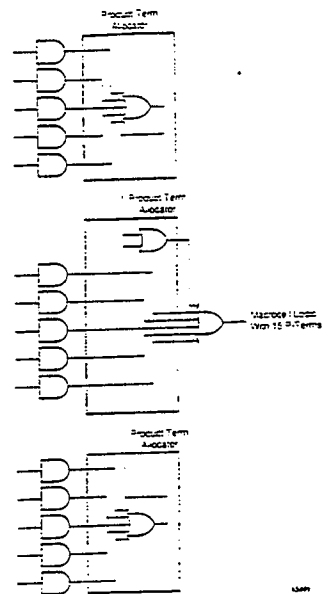 Product Term
Allocator
Product Term
Allocator
Macrocell Logic
With 15 P-Terms
Product Term
Allocator